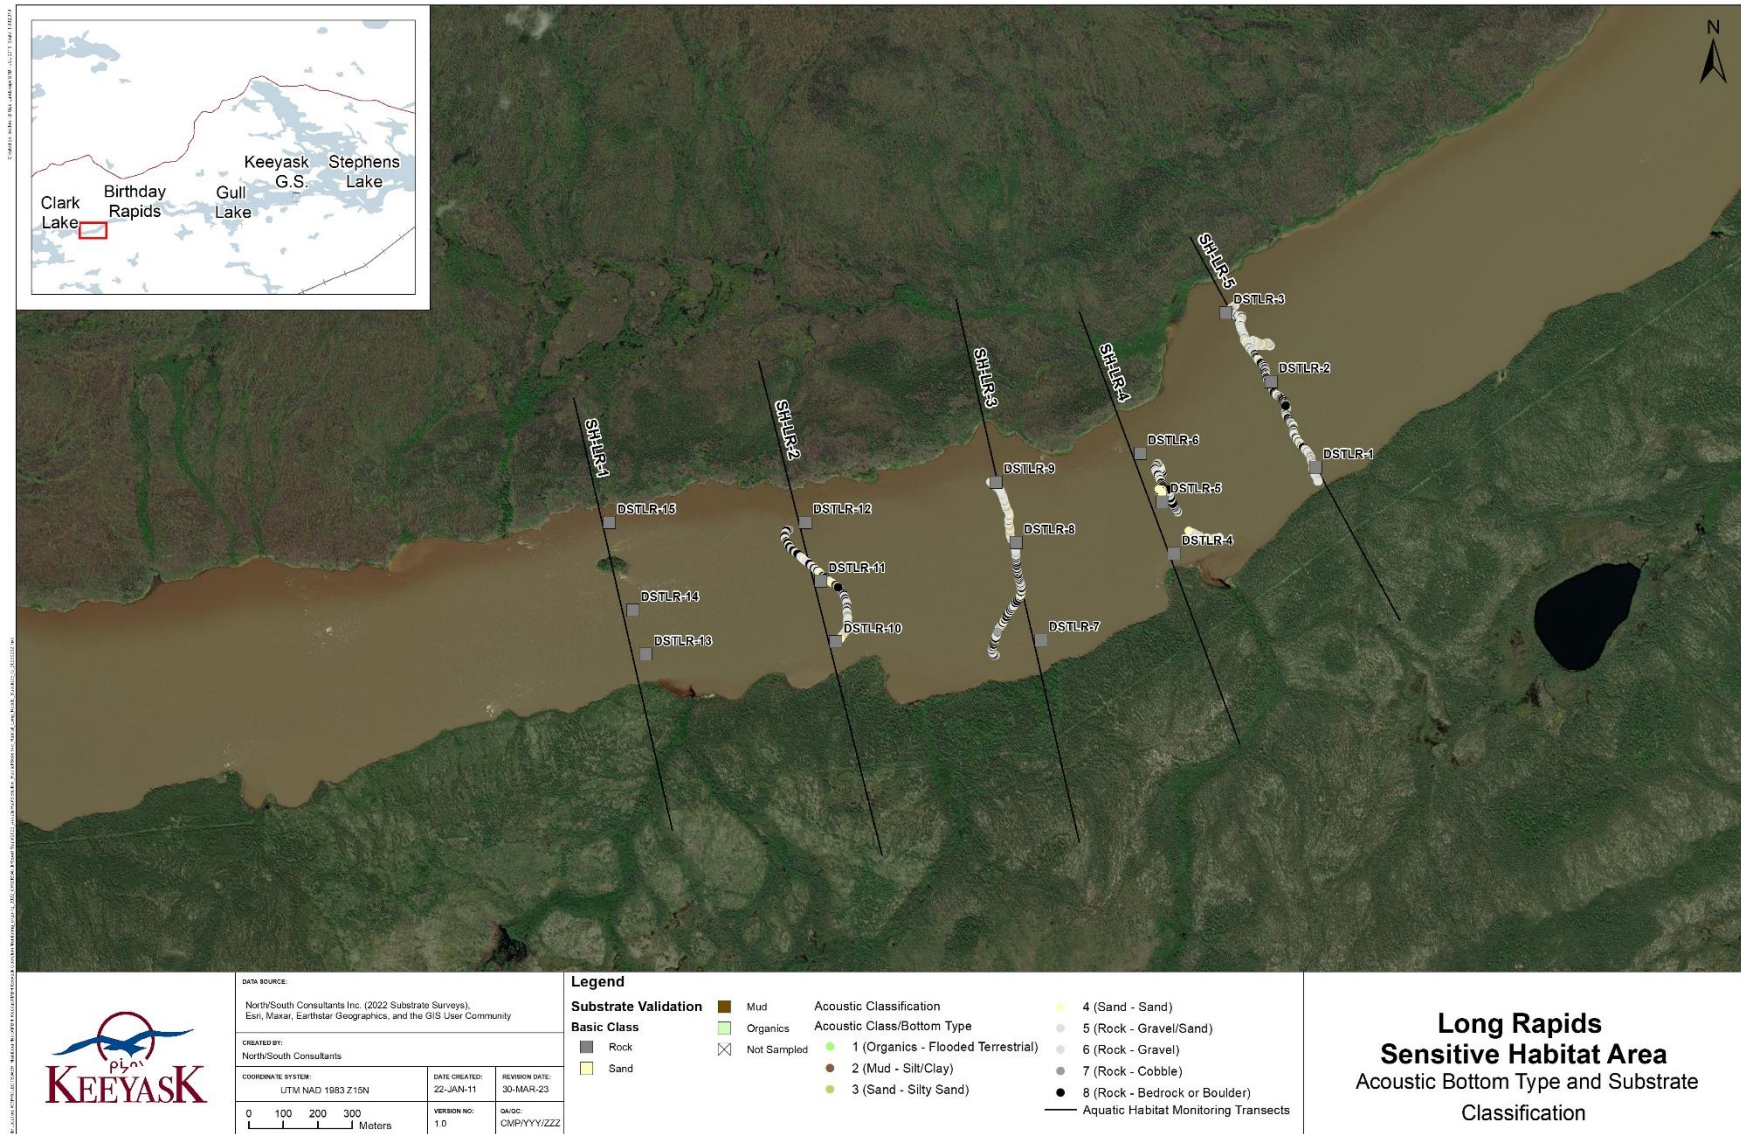 Keeyask Stephens
G.S. Lake
Birthday Gull
Rapids Lake
Clark
Lake
N
SH-LR-5
DSTLR-3
DSTLR-2
DSTLR-1
SH-LR-4
DSTLR-6
DSTLR-5
DSTLR-4
SH-LR-3
DSTLR-9
DSTLR-8
DSTLR-7
SH-LR-2
DSTLR-12
DSTLR-11
DSTLR-10
SH-LR-1
DSTLR-15
DSTLR-14
DSTLR-13
KEEYASK
DATA SOURCE:
North/South Consultants Inc. (2022 Substrate Surveys),
Esri, Maxar, Earthstar Geographics, and the GIS User Community
CREATED BY:
North/South Consultants
COORDINATE SYSTEM:
UTM NAD 1983 Z15N
DATE CREATED:
22-JAN-11
REVISION DATE:
30-MAR-23
0 100 200 300
Meters
VERSION NO:
1.0
QA/QC:
CMP/YYY/ZZZ
Legend
Substrate Validation
Basic Class
Rock
Sand
Mud
Organics
Not Sampled
Acoustic Classification
Acoustic Class/Bottom Type
1 (Organics - Flooded Terrestrial)
2 (Mud - Silt/Clay)
3 (Sand - Silty Sand)
4 (Sand - Sand)
5 (Rock - Gravel/Sand)
6 (Rock - Gravel)
7 (Rock - Cobble)
8 (Rock - Bedrock or Boulder)
Aquatic Habitat Monitoring Transects
Long Rapids
Sensitive Habitat Area
Acoustic Bottom Type and Substrate
Classification